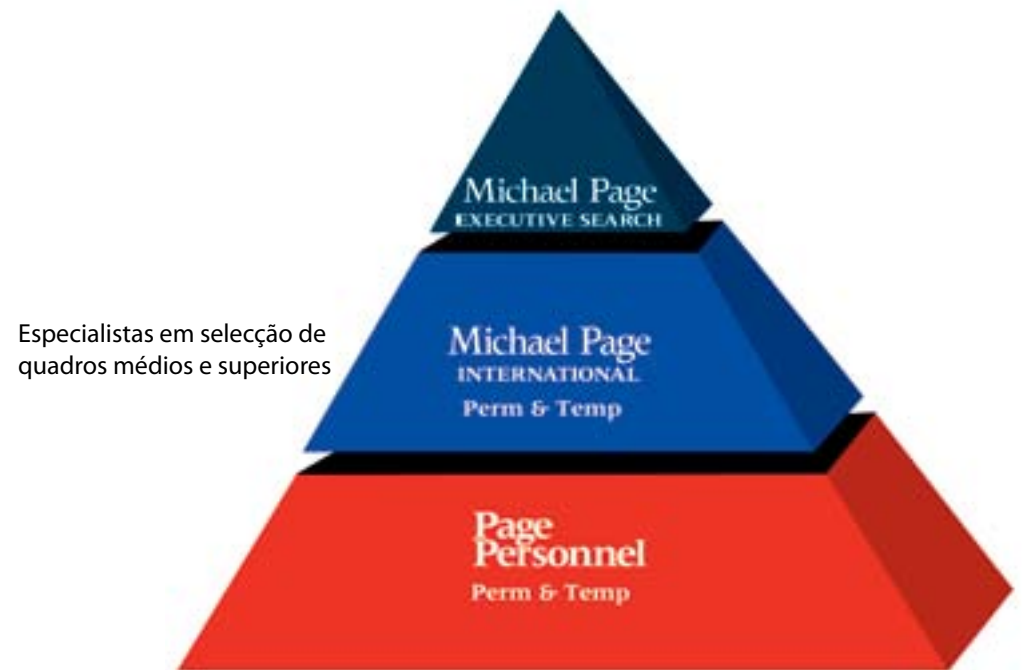 Michael Page
EXECUTIVE SEARCH
Especialistas em selecção de
quadros médios e superiores
Michael Page
INTERNATIONAL
Perm & Temp
Page
Personnel
Perm & Temp